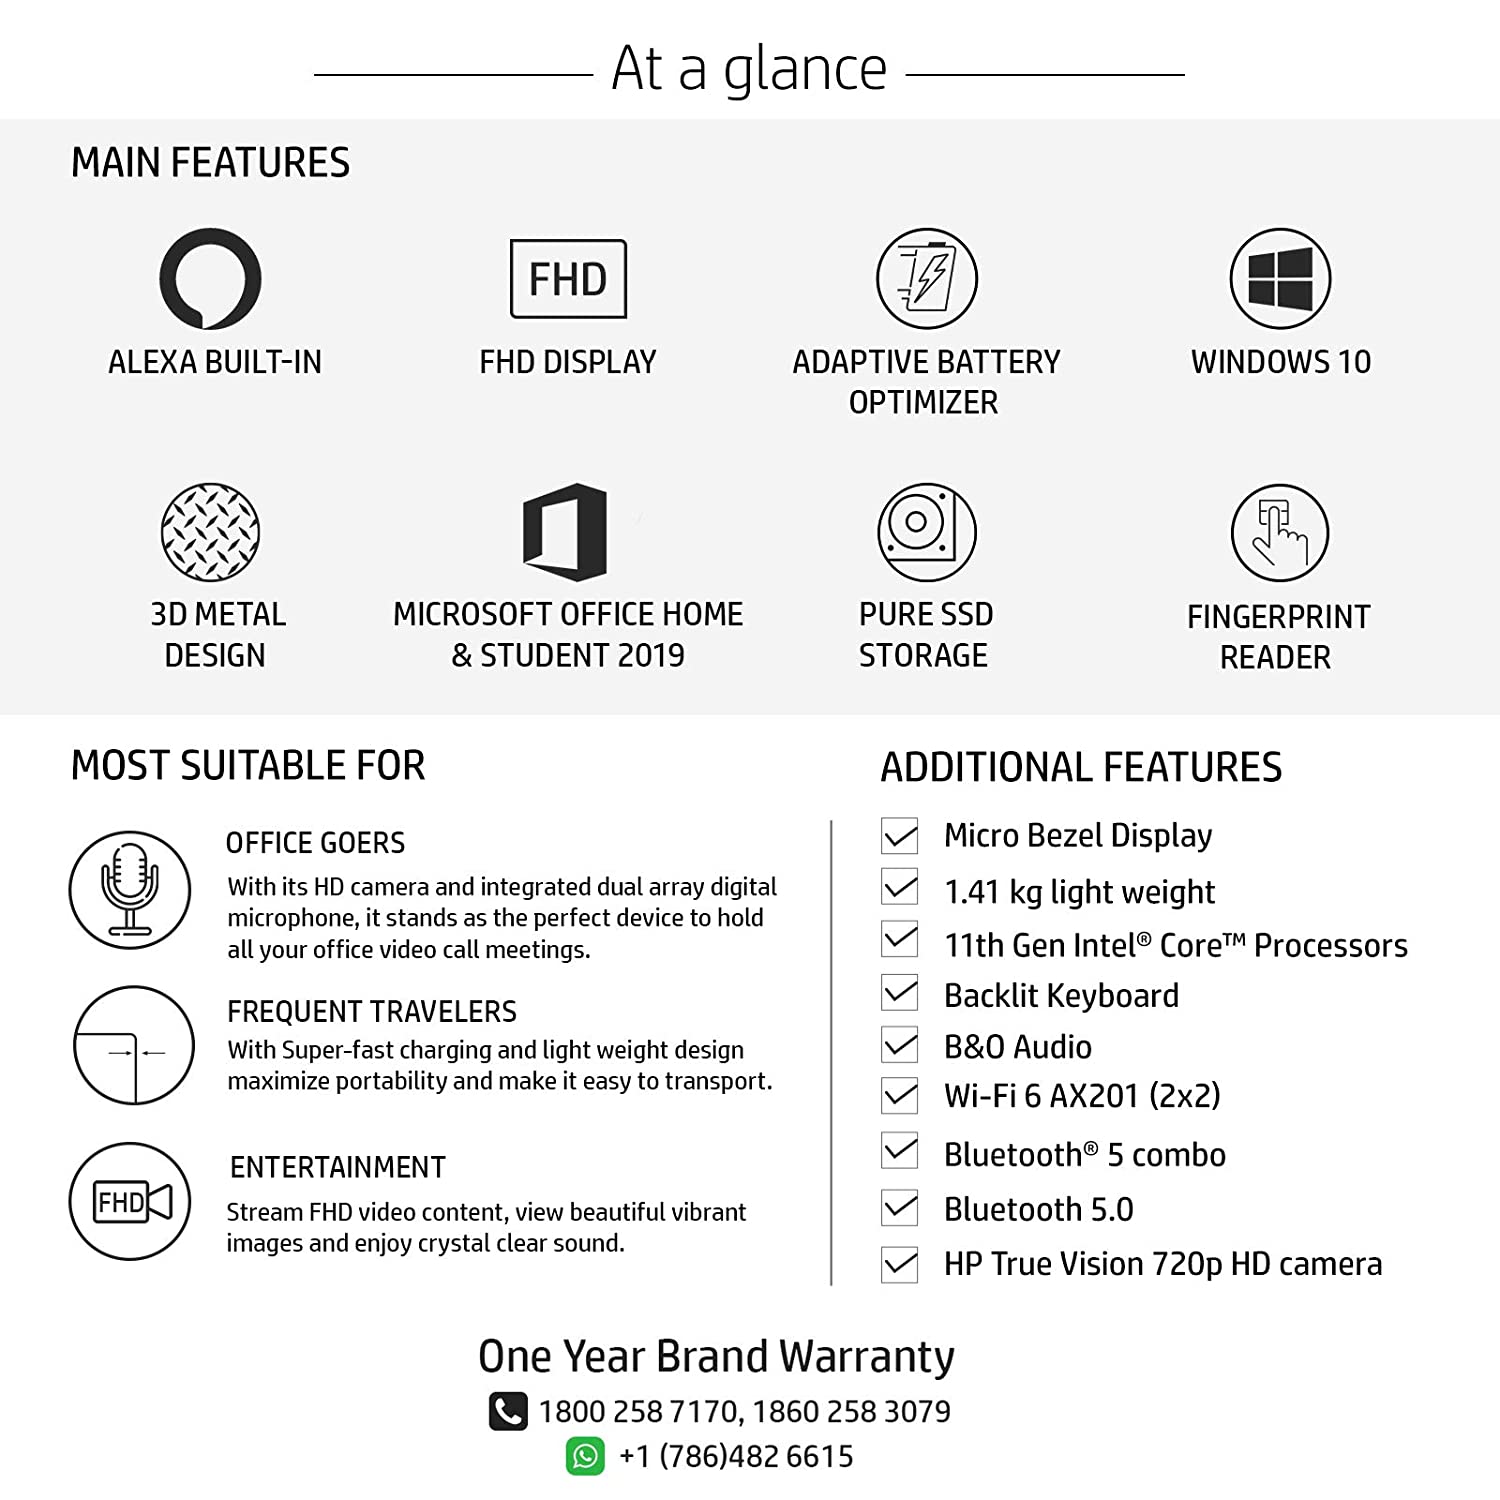 At a glance
MAIN FEATURES
FHD
ALEXA BUILT-IN
FHD DISPLAY
ADAPTIVE BATTERY
OPTIMIZER
WINDOWS 10
3D METAL
DESIGN
MICROSOFT OFFICE HOME
& STUDENT 2019
PURE SSD
STORAGE
FINGERPRINT
READER
MOST SUITABLE FOR
OFFICE GOERS
With its HD camera and integrated dual array digital
microphone, it stands as the perfect device to hold
all your office video call meetings.
FREQUENT TRAVELERS
With Super-fast charging and light weight design
maximize portability and make it easy to transport.
FHD
ENTERTAINMENT
Stream FHD video content, view beautiful vibrant
images and enjoy crystal clear sound.
ADDITIONAL FEATURES
Micro Bezel Display
1.41 kg light weight
11th Gen Intel® Core™ Processors
Backlit Keyboard
B&O Audio
Wi-Fi 6 AX201 (2x2)
Bluetooth® 5 combo
Bluetooth 5.0
HP True Vision 720p HD camera
One Year Brand Warranty
1800 258 7170, 1860 258 3079
+1 (786)482 6615